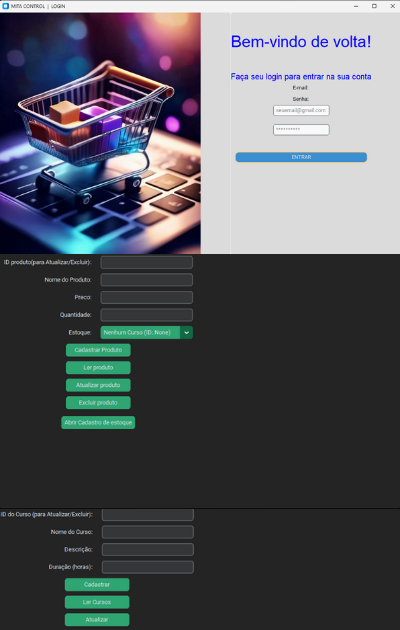 MITA CONTROL | LOGIN
Bem-vindo de volta!
Faça seu login para entrar na sua conta
E-mail:
Senha:
seuemail@gmail.com
**********
ENTRAR
ID produto(para Atualizar/Excluir):
Nome do Produto:
Preco:
Quantidade:
Estoque: Nenhum Curso (ID: None)
Cadastrar Produto
Ler produto
Atualizar produto
Excluir produto
Abrir Cadastro de estoque
ID do Curso (para Atualizar/Excluir):
Nome do Curso:
Descrição:
Duração (horas):
Cadastrar
Ler Cursos
Atualizar